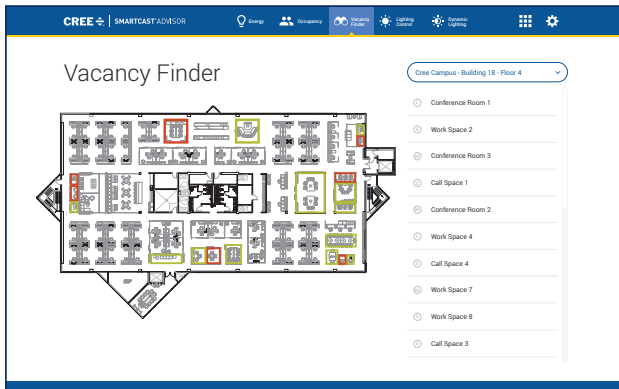 CREE SMARTCAST ADVISOR
Energy
Occupancy
Vacancy
Finder
Lighting
Control
Dynamic
Lighting
Vacancy Finder
Cree Campus - Building 18 - Floor 4
Conference Room 1
Work Space 2
Conference Room 3
Call Space 1
Conference Room 2
Work Space 4
Call Space 4
Work Space 7
Work Space 8
Call Space 3